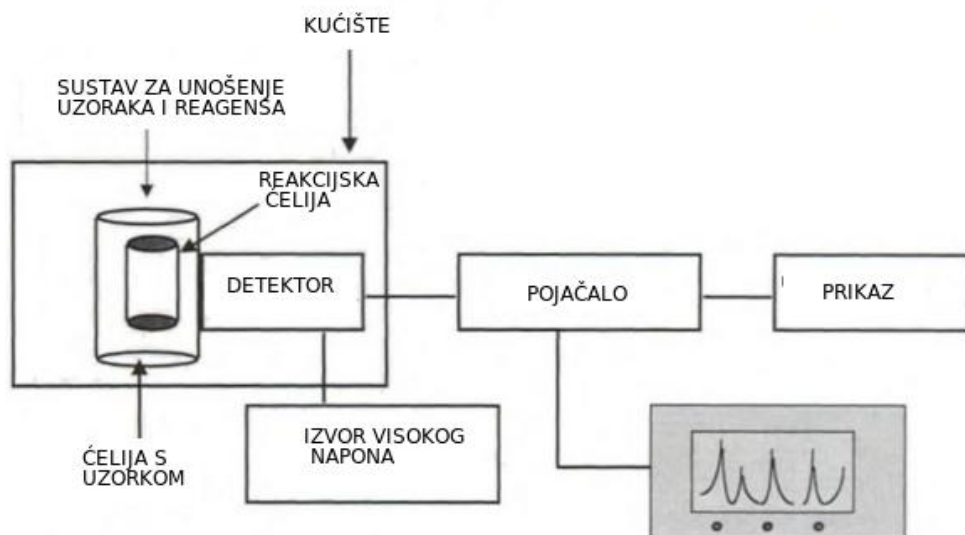 KUĆIŠTE
SUSTAV ZA UNOŠENJE
UZORAKA I REAGENSA
REAKCIJSKA
ĆELIJA
DETEKTOR
POJAČALO
PRIKAZ
IZVOR VISOKOG
NAPONA
ĆELIJA S
UZORKOM